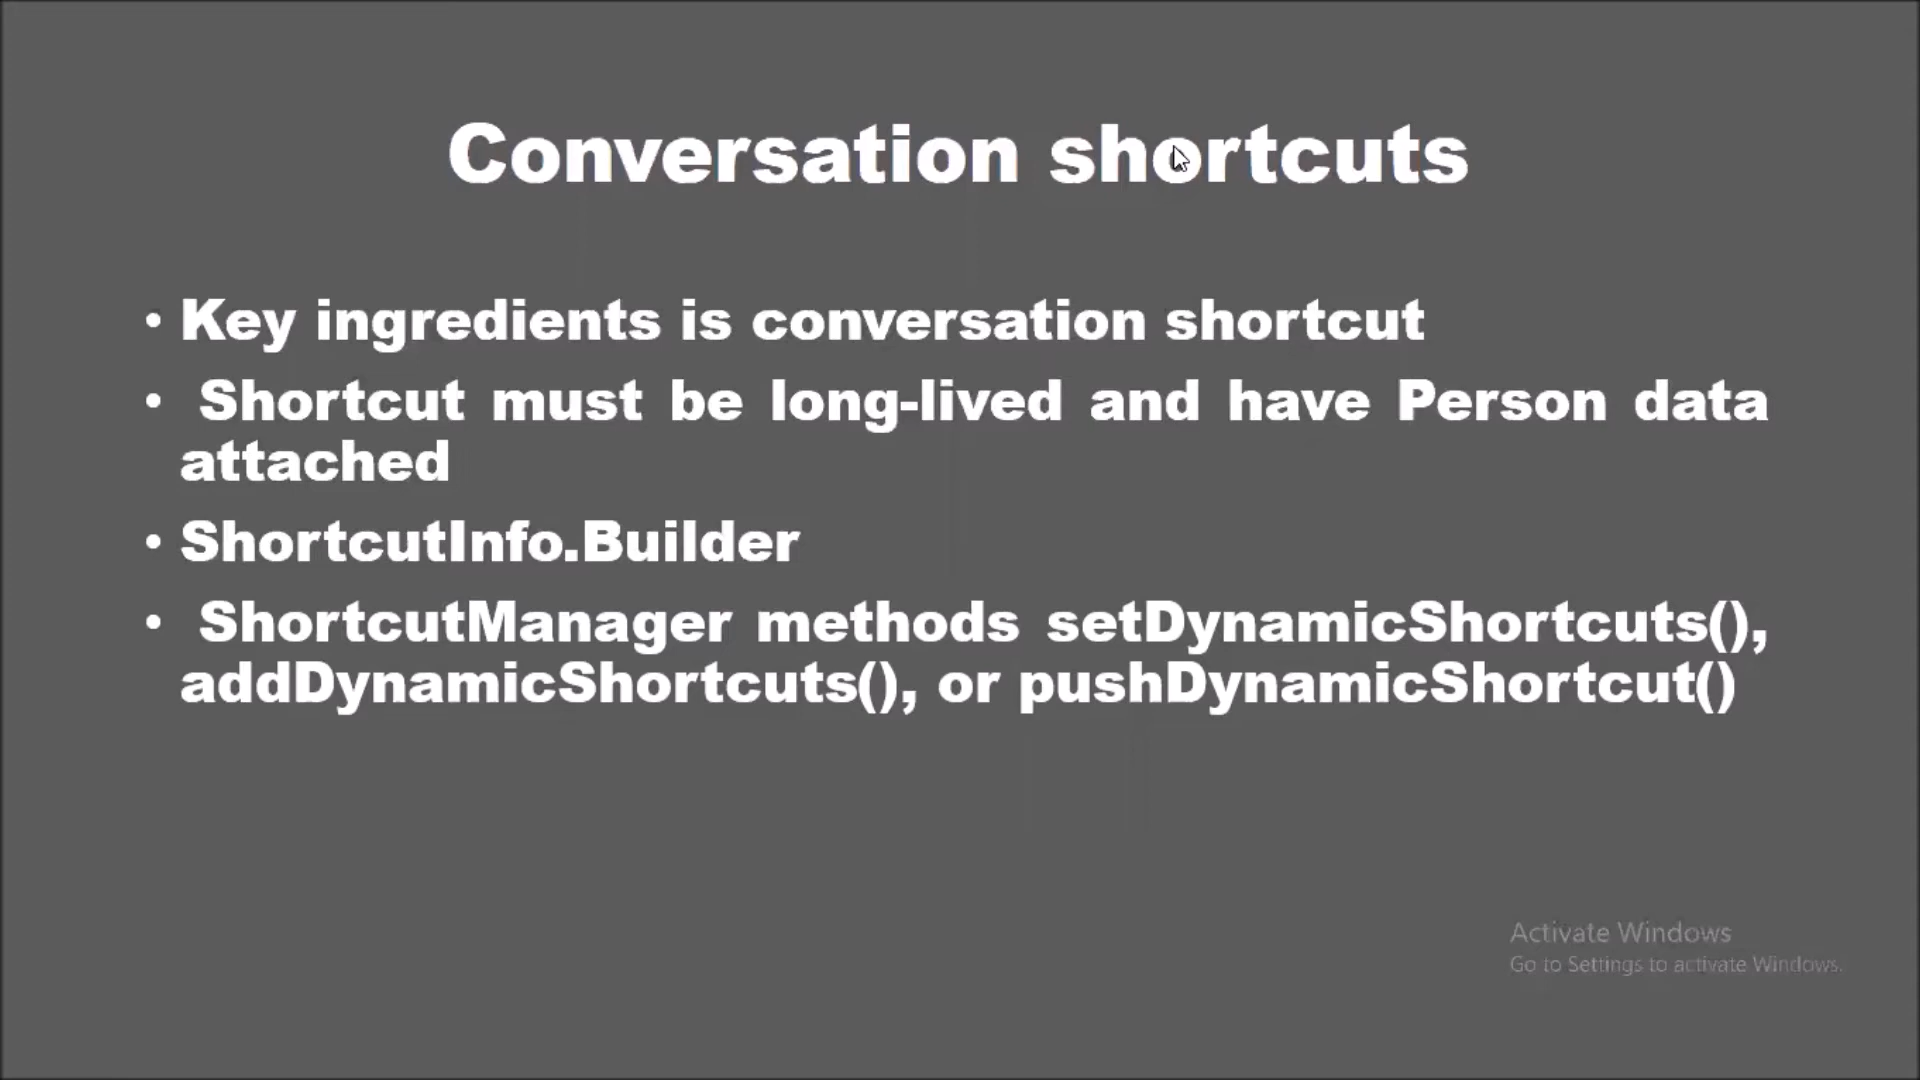 Conversation shortcuts
• Key ingredients is conversation shortcut
• Shortcut must be long-lived and have Person data
attached
• ShortcutInfo.Builder
• ShortcutManager methods setDynamicShortcuts(),
addDynamicShortcuts(), or pushDynamicShortcut()
Activate Windows
Go to Settings to activate Windows.